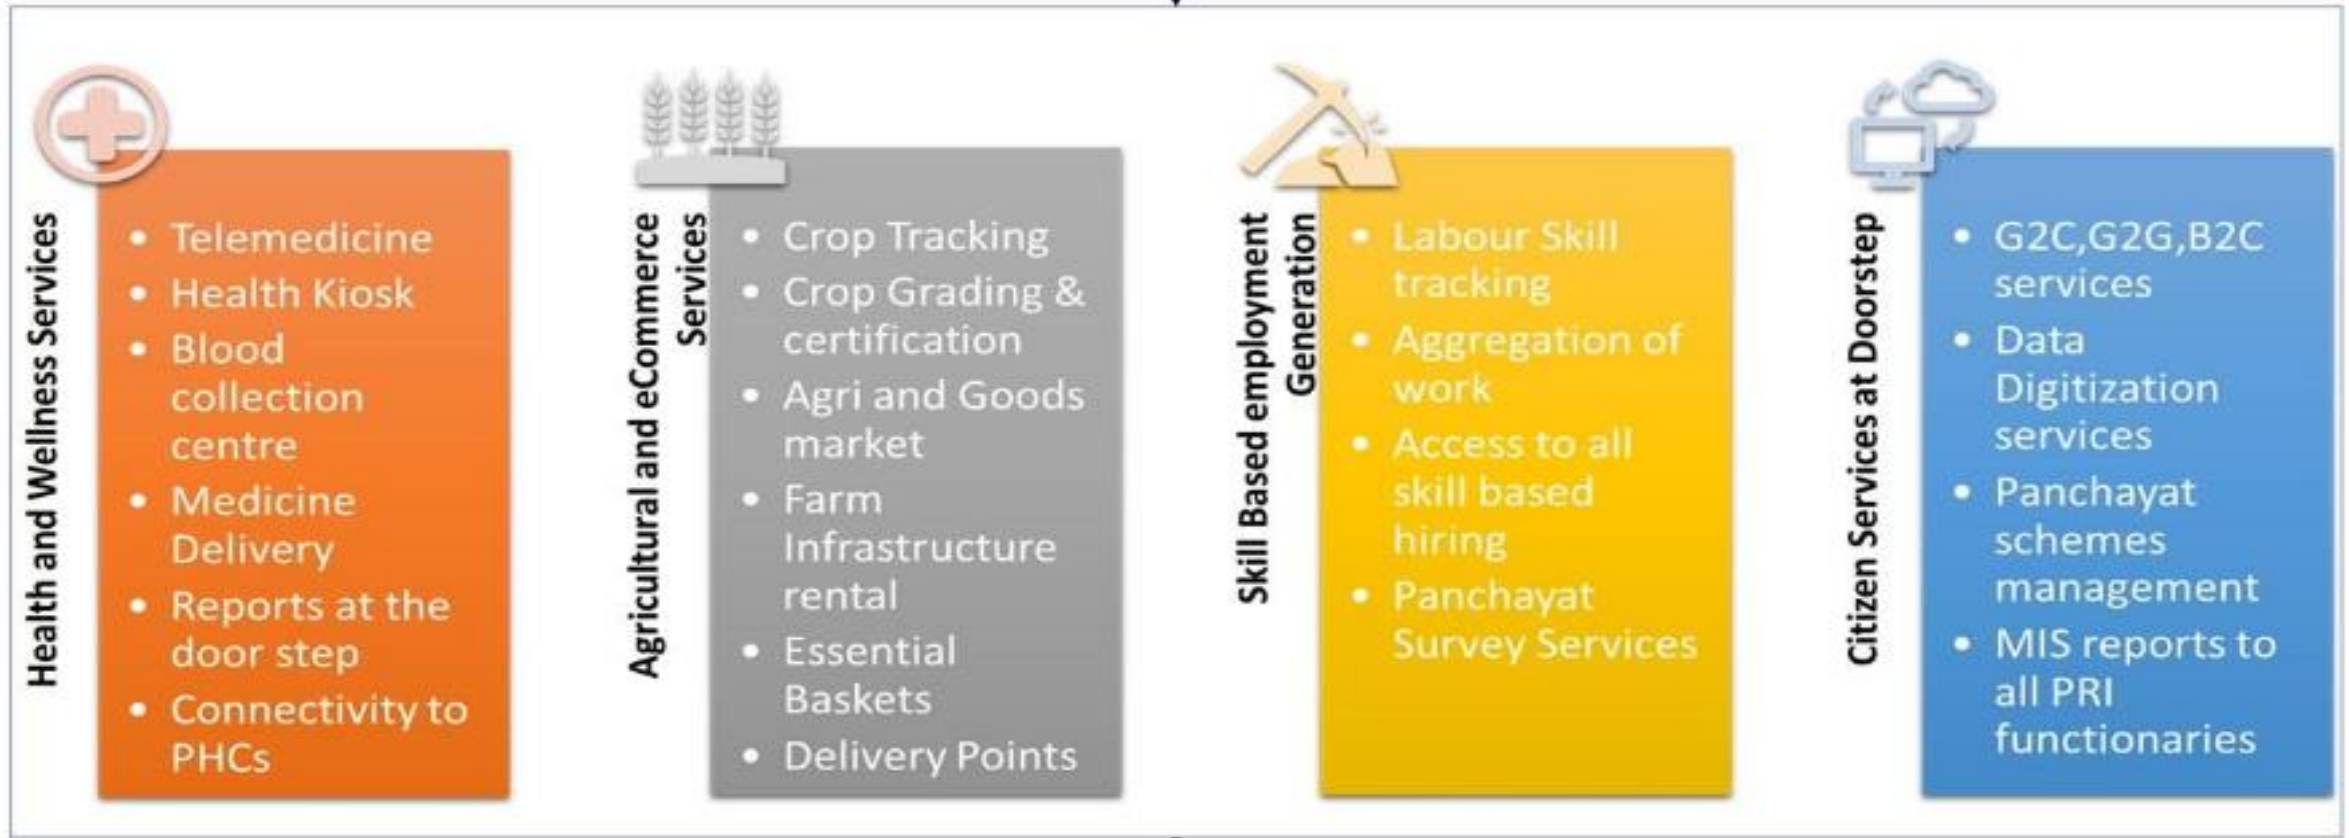 Health and Wellness Services
• Telemedicine
• Health Kiosk
• Blood
collection
centre
• Medicine
Delivery
• Reports at the
door step
• Connectivity to
PHCs
Agricultural and eCommerce
Services
• Crop Tracking
• Crop Grading &
certification
• Agri and Goods
market
• Farm
Infrastructure
rental
• Essential
Baskets
• Delivery Points
Skill Based employment
Generation
• Labour Skill
tracking
• Aggregation of
work
• Access to all
skill based
hiring
• Panchayat
Survey Services
Citizen Services at Doorstep
• G2C,G2G,B2C
services
• Data
Digitization
services
• Panchayat
schemes
management
• MIS reports to
all PRI
functionaries